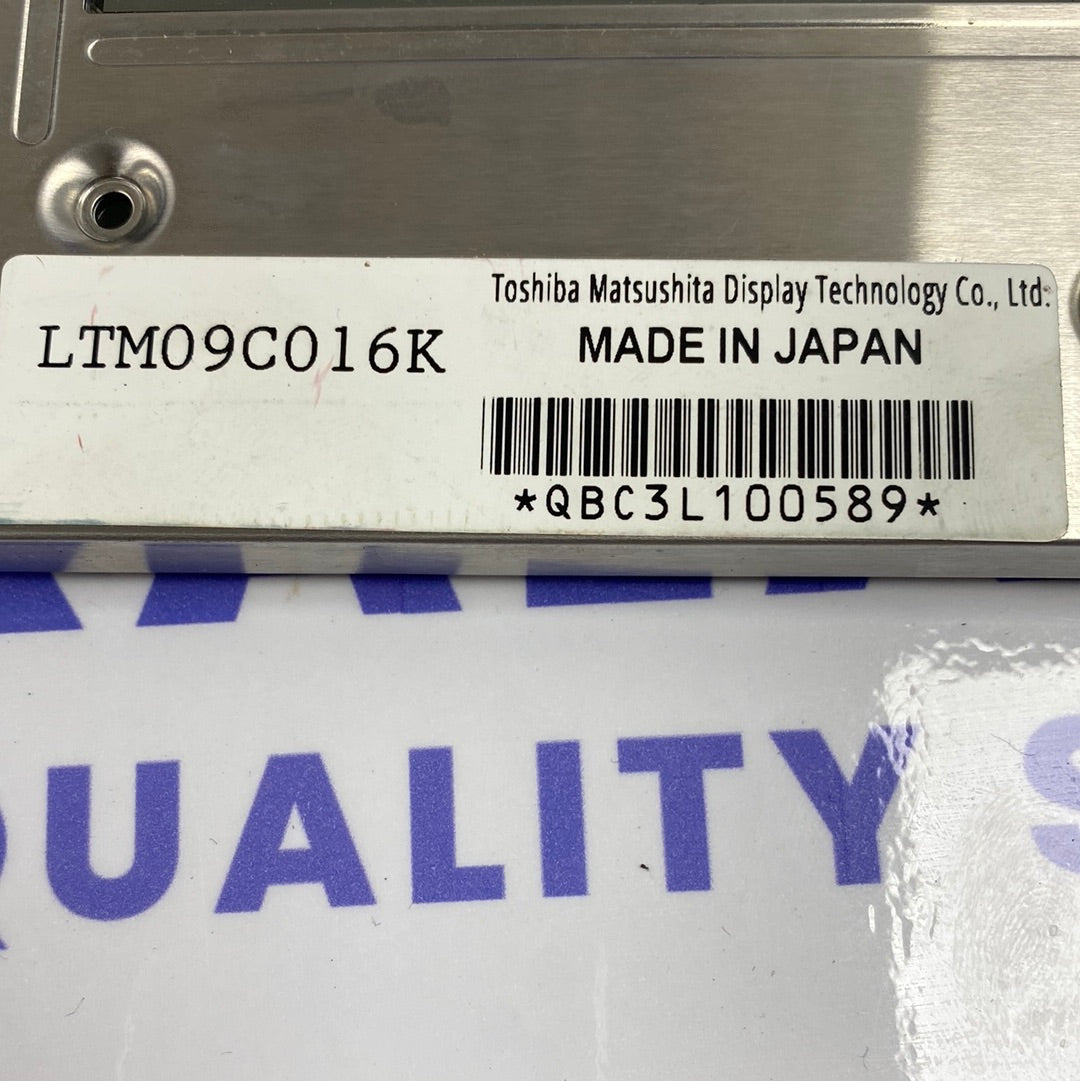 Toshiba Matsushita Display Technology Co., Ltd.
LTM09C016K
MADE IN JAPAN
*QBC3L100589*
QUALITY S